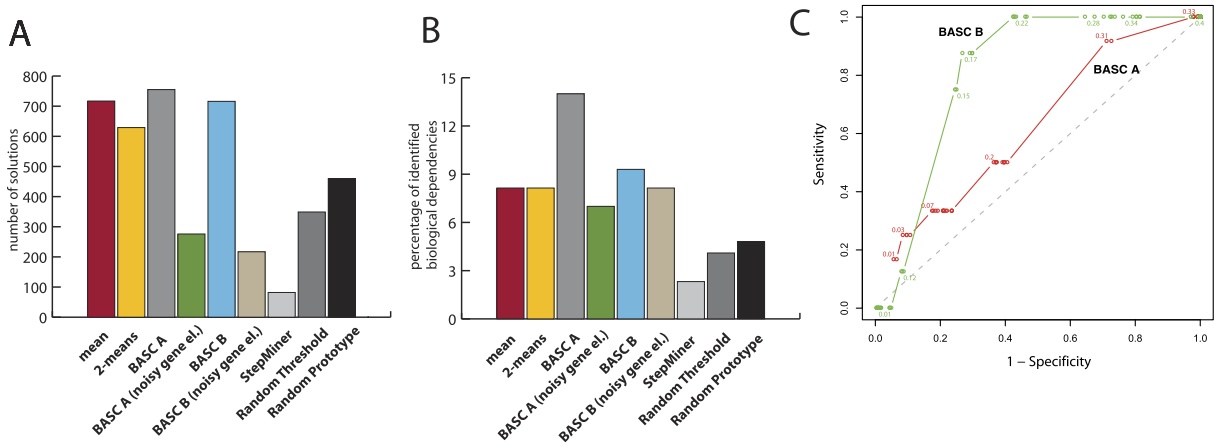 A
number of solutions
800
700
600
500
400
300
200
100
0
mean
2-means
BASC A
BASC A (noisy gene el.)
BASC B
BASC B (noisy gene el.)
StepMiner
Random Threshold
Random Prototype
B
percentage of identified
biological dependencies
15
12
9
6
3
0
mean
2-means
BASC A
BASC A (noisy gene el.)
BASC B
BASC B (noisy gene el.)
StepMiner
Random Threshold
Random Prototype
C
Sensitivity
1.0
0.8
0.6
0.4
0.2
0.0
BASC B
BASC A
0.33
0.22
0.28
0.34
0.4
0.31
0.17
0.15
0.2
0.07
0.03
0.01
0.12
0.01
0.0
0.2
0.4
0.6
0.8
1.0
1 − Specificity